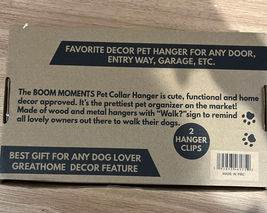 FAVORITE DECOR PET HANGER FOR ANY DOOR,
ENTRY WAY, GARAGE, ETC.
The BOOM MOMENTS Pet Collar Hanger is cute, functional and home
decor approved. It's the prettiest pet organizer on the market!
Made of wood and metal hangers with "Walk?"sign to remind
all lovely owners out there to walk their dogs.
2
HANGER
CLIPS
BEST GIFT FOR ANY DOG LOVER
GREATHOME DECOR FEATURE
MADE IN PRC